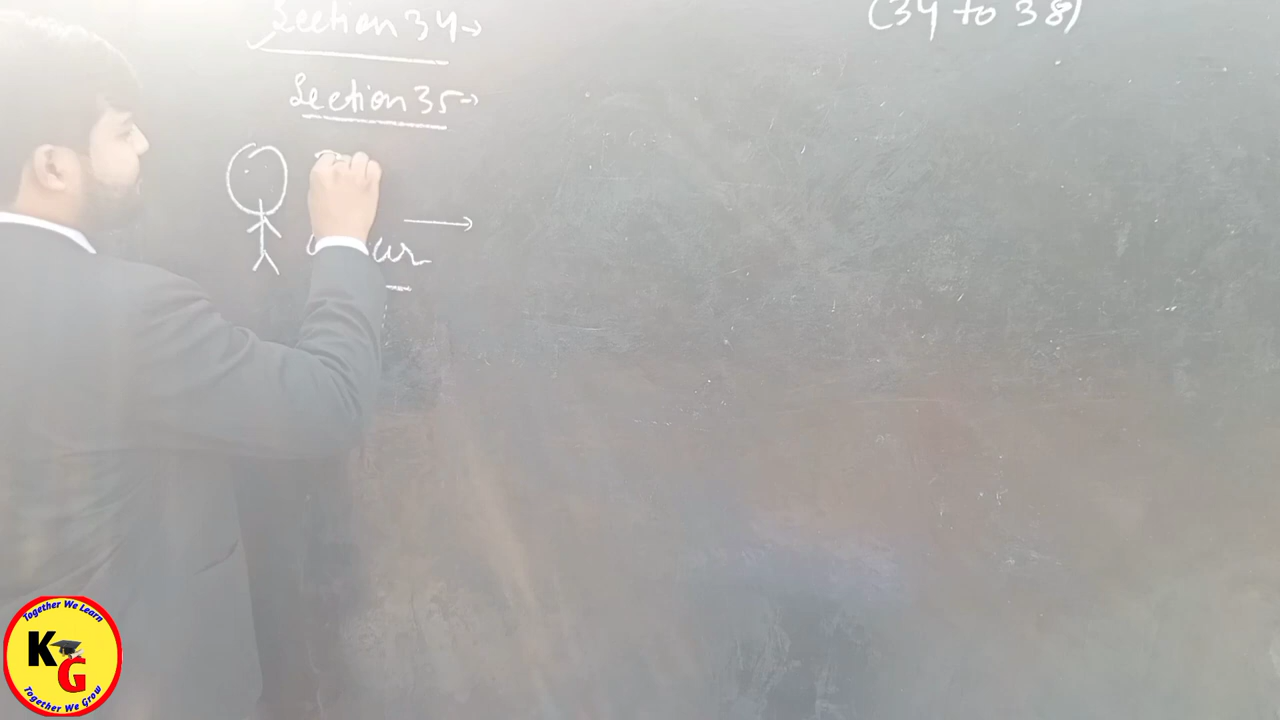 Section 34→
(34 to 38)
Section 35→
Together We Learn
KG
Together We Grow